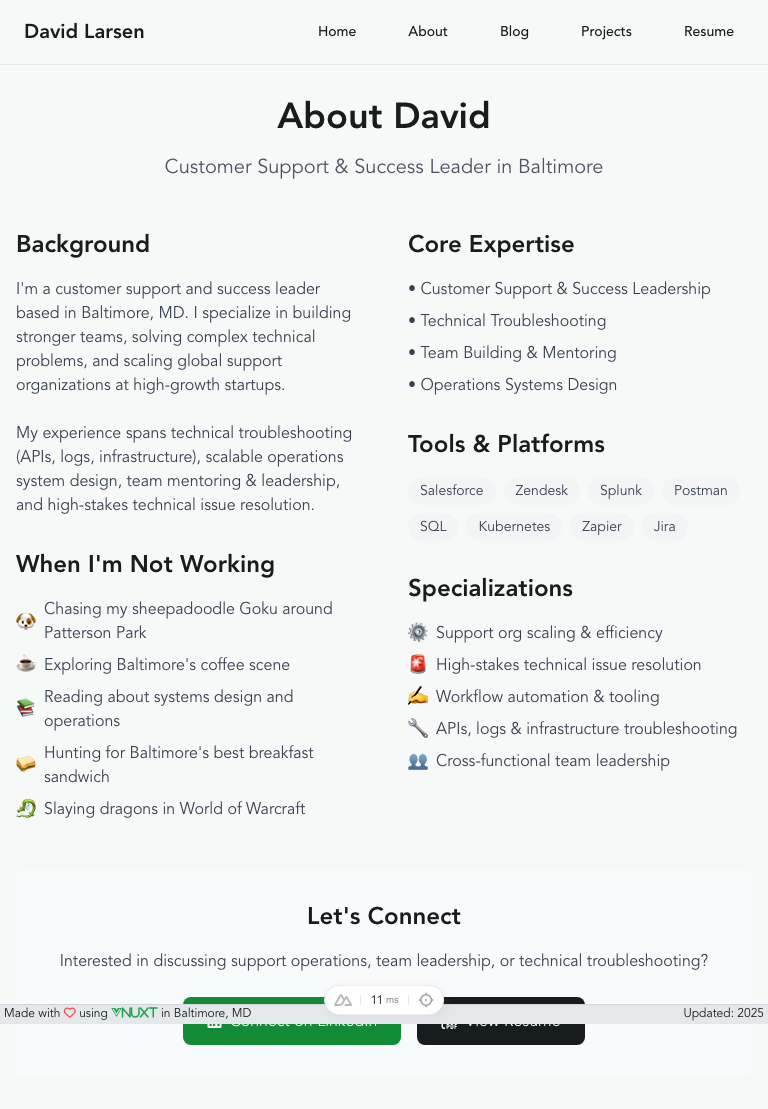 David Larsen
Home About Blog Projects Resume
About David
Customer Support & Success Leader in Baltimore
Background
I'm a customer support and success leader
based in Baltimore, MD. I specialize in building
stronger teams, solving complex technical
problems, and scaling global support
organizations at high-growth startups.
My experience spans technical troubleshooting
(APIs, logs, infrastructure), scalable operations
system design, team mentoring & leadership,
and high-stakes technical issue resolution.
When I'm Not Working
Chasing my sheepadoodle Goku around
Patterson Park
Exploring Baltimore's coffee scene
Reading about systems design and
operations
Hunting for Baltimore's best breakfast
sandwich
Slaying dragons in World of Warcraft
Core Expertise
• Customer Support & Success Leadership
• Technical Troubleshooting
• Team Building & Mentoring
• Operations Systems Design
Tools & Platforms
Salesforce Zendesk Splunk Postman
SQL Kubernetes Zapier Jira
Specializations
Support org scaling & efficiency
High-stakes technical issue resolution
Workflow automation & tooling
APIs, logs & infrastructure troubleshooting
Cross-functional team leadership
Let's Connect
Interested in discussing support operations, team leadership, or technical troubleshooting?
11 ms
Made with using NUXT in Baltimore, MD
Updated: 2025
Connect on LinkedIn View Resume